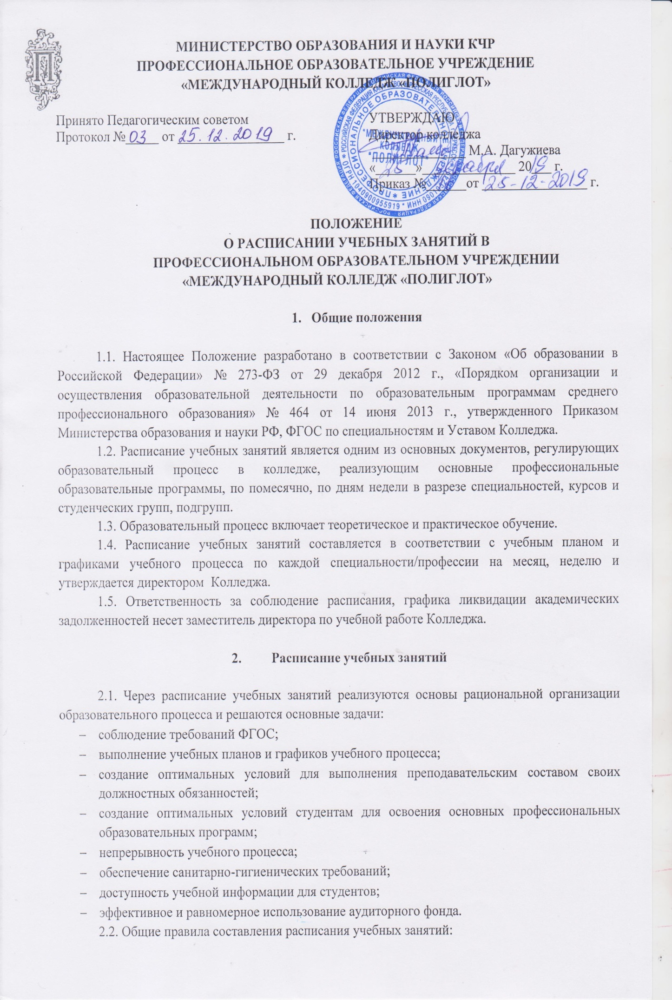 МИНИСТЕРСТВО ОБРАЗОВАНИЯ И НАУКИ КЧР
ПРОФЕССИОНАЛЬНОЕ ОБРАЗОВАТЕЛЬНОЕ УЧРЕЖДЕНИЕ
«МЕЖДУНАРОДНЫЙ КОЛЛЕДЖ «ПОЛИГЛОТ»
П
Принято Педагогическим советом
Протокол № 03 от 25.12.2019 г.
УТВЕРЖДАЮ
Директор колледжа
М.А. Дагужиева
«25» декабря 2019 г.
Приказ № от 25-12-2019 г.
ПРОФЕССИОНАЛЬНОЕ ОБРАЗОВАТЕЛЬНОЕ УЧРЕЖДЕНИЕ
"МЕЖДУНАРОДНЫЙ
КОЛЛЕДЖ
"ПОЛИГЛОТ"
ОГРН 1040900955919 * ИНН
ПОЛОЖЕНИЕ
О РАСПИСАНИИ УЧЕБНЫХ ЗАНЯТИЙ В
ПРОФЕССИОНАЛЬНОМ ОБРАЗОВАТЕЛЬНОМ УЧРЕЖДЕНИИ
«МЕЖДУНАРОДНЫЙ КОЛЛЕДЖ «ПОЛИГЛОТ»
1. Общие положения
1.1. Настоящее Положение разработано в соответствии с Законом «Об образовании в
Российской Федерации» № 273-ФЗ от 29 декабря 2012 г., «Порядком организации и
осуществления образовательной деятельности по образовательным программам среднего
профессионального образования» № 464 от 14 июня 2013 г., утвержденного Приказом
Министерства образования и науки РФ, ФГОС по специальностям и Уставом Колледжа.
1.2. Расписание учебных занятий является одним из основных документов, регулирующих
образовательный процесс в колледже, реализующим основные профессиональные
образовательные программы, по помесячно, по дням недели в разрезе специальностей, курсов и
студенческих групп, подгрупп.
1.3. Образовательный процесс включает теоретическое и практическое обучение.
1.4. Расписание учебных занятий составляется в соответствии с учебным планом и
графиками учебного процесса по каждой специальности/профессии на месяц, неделю и
утверждается директором Колледжа.
1.5. Ответственность за соблюдение расписания, графика ликвидации академических
задолженностей несет заместитель директора по учебной работе Колледжа.
2. Расписание учебных занятий
2.1. Через расписание учебных занятий реализуются основы рациональной организации
образовательного процесса и решаются основные задачи:
– соблюдение требований ФГОС;
– выполнение учебных планов и графиков учебного процесса;
– создание оптимальных условий для выполнения преподавательским составом своих
должностных обязанностей;
– создание оптимальных условий студентам для освоения основных профессиональных
образовательных программ;
– непрерывность учебного процесса;
– обеспечение санитарно-гигиенических требований;
– доступность учебной информации для студентов;
– эффективное и равномерное использование аудиторного фонда.
2.2. Общие правила составления расписания учебных занятий: